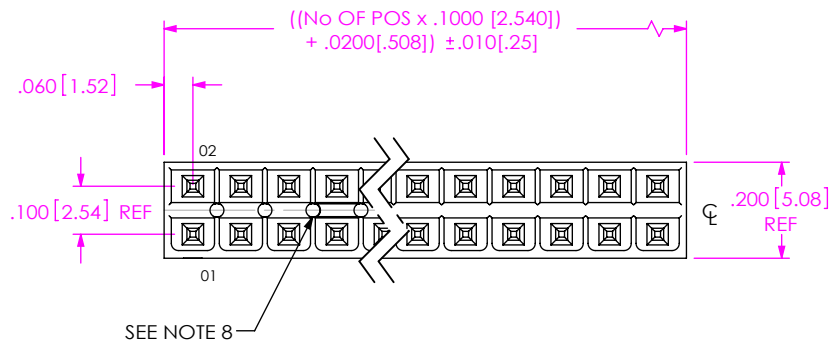 ((No OF POS x .1000 [2.540])
+ .0200[.508]) ±.010[.25]
.060[1.52]
02
.100[2.54] REF
℄
.200[5.08]
REF
01
SEE NOTE 8